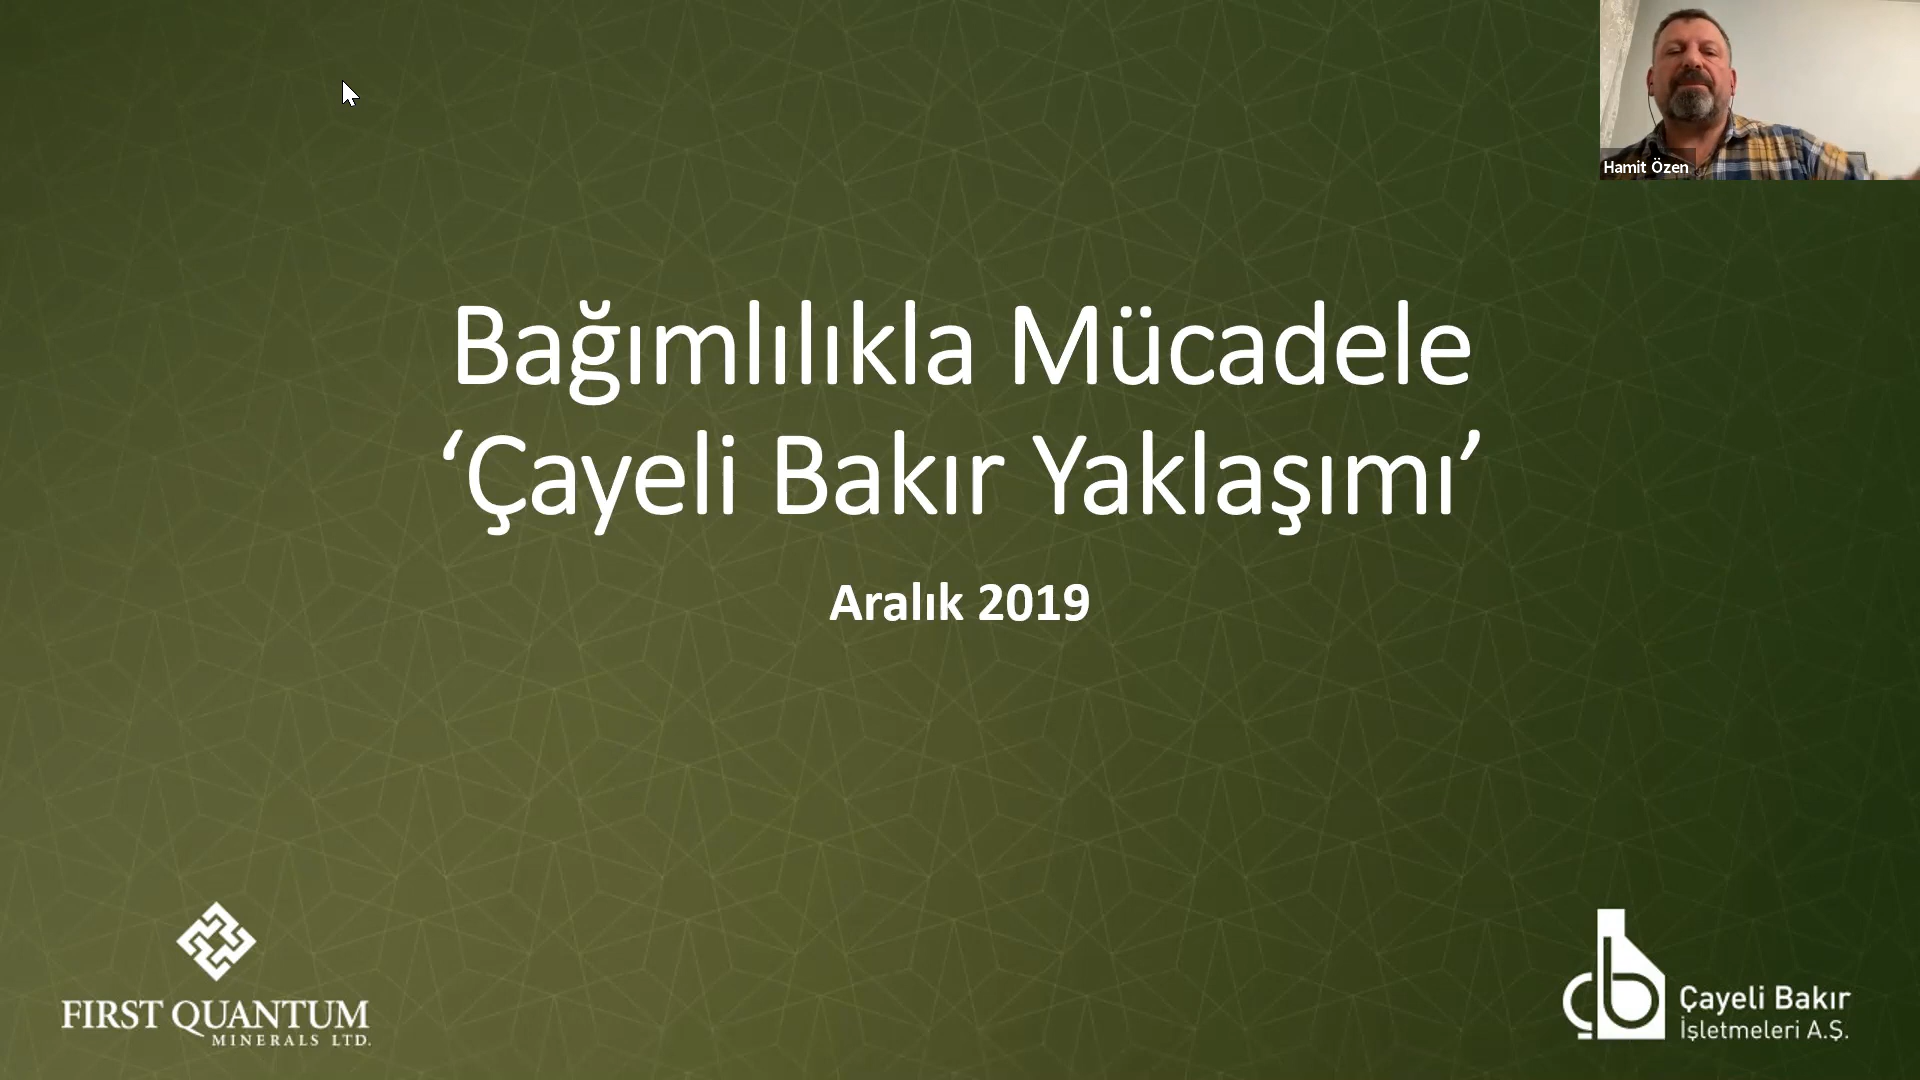 Hamit Özen
Bağımlılıkla Mücadele
‘Çayeli Bakır Yaklaşımı’
Aralık 2019
FIRST QUANTUM
MINERALS LTD.
Çayeli Bakır
İşletmeleri A.Ş.